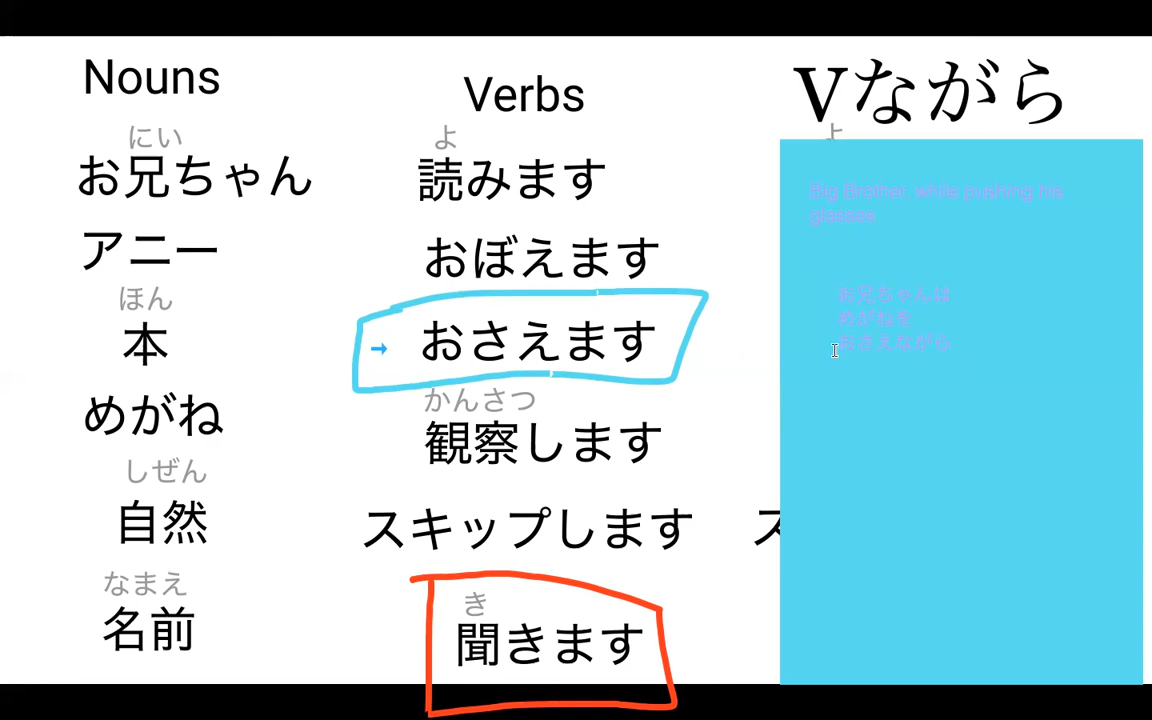 Nouns
にい
お兄ちゃん
アニー
ほん
本
めがね
しぜん
自然
なまえ
名前
Verbs
よ
読みます
おぼえます
→ おさえます
かんさつ
観察します
スキップします
き
聞きます
Vながら
よ
ス
Big Brother, while pushing his
glasses
お兄ちゃんは
めがねを
おさえながら